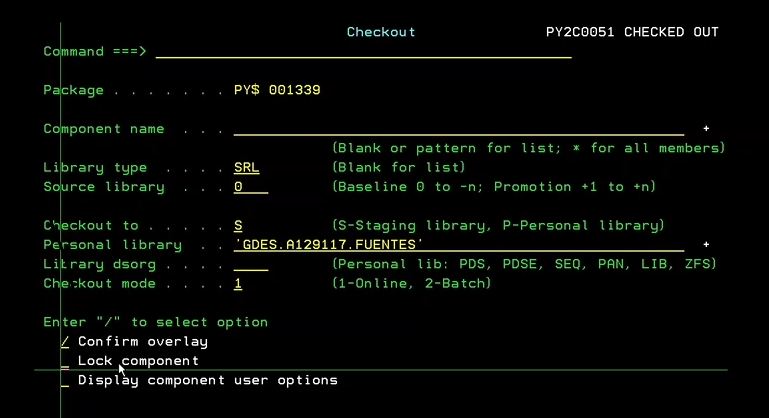 Checkout PY2C0051 CHECKED OUT
Command ===>
Package . . . . . . . PY$ 001339
Component name . . . +
(Blank or pattern for list; * for all members)
Library type . . . . SRL (Blank for list)
Source library . . . 0 (Baseline 0 to -n; Promotion +1 to +n)
Checkout to . . . . . S (S-Staging library, P-Personal library)
Personal library . . 'GDES.A129117.FUENTES' +
Library dsorg . . . . (Personal lib: PDS, PDSE, SEQ, PAN, LIB, ZFS)
Checkout mode . . . . 1 (1-Online, 2-Batch)
Enter "/" to select option
/ Confirm overlay
_ Lock component
_ Display component user options